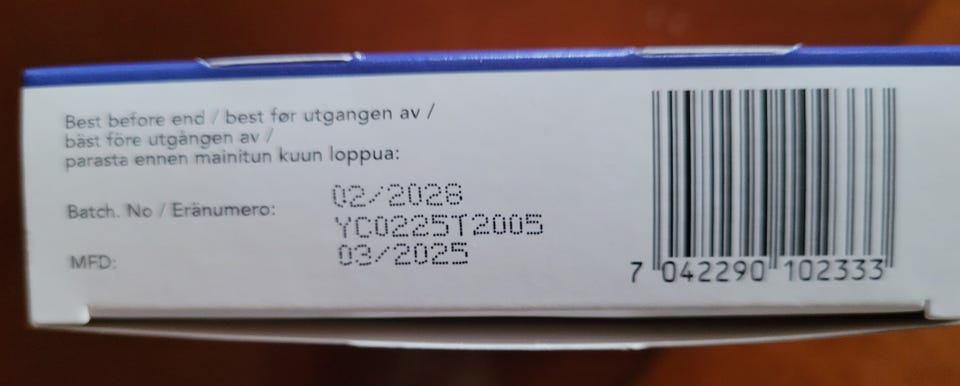 Best before end / best før utgangen av /
bäst före utgången av /
parasta ennen mainitun kuun loppua:
02/2028
Batch. No / Eränumero: YC0225T2005
MFD: 03/2025
7 042290 102333